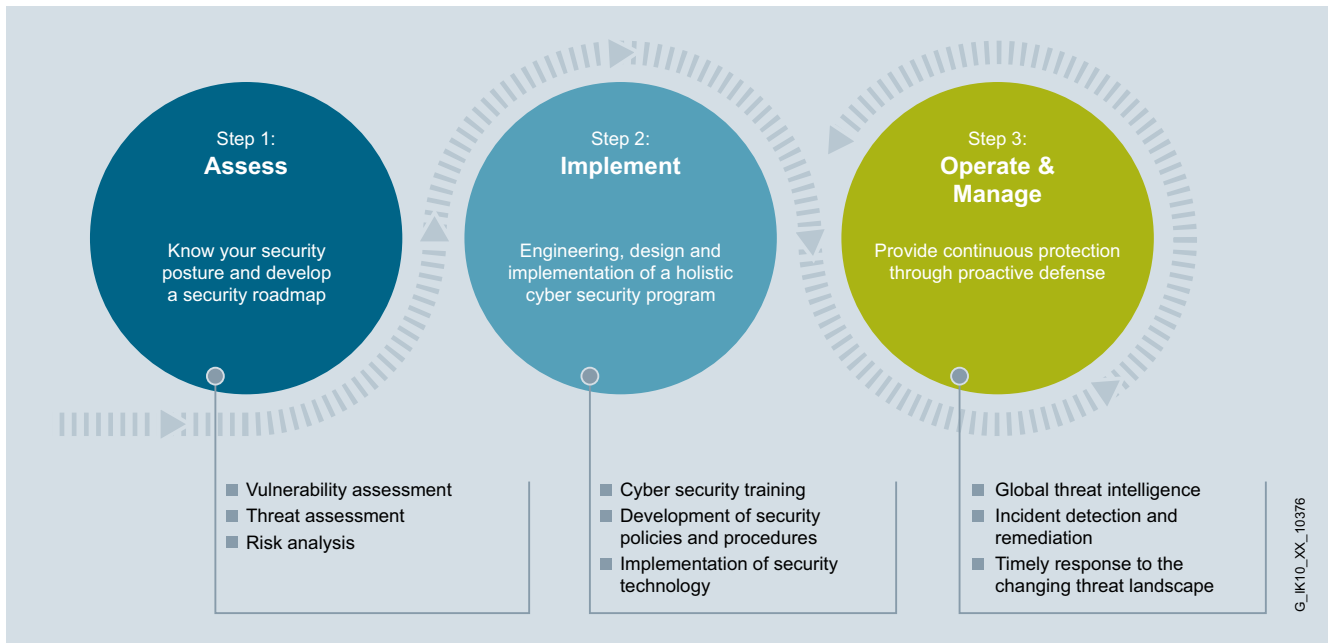 Step 1:
Assess
Know your security
posture and develop
a security roadmap
Step 2:
Implement
Engineering, design and
implementation of a holistic
cyber security program
Step 3:
Operate &
Manage
Provide continuous protection
through proactive defense
Vulnerability assessment
Threat assessment
Risk analysis
Cyber security training
Development of security
policies and procedures
Implementation of security
technology
Global threat intelligence
Incident detection and
remediation
Timely response to the
changing threat landscape
G_IK10_XX_10376